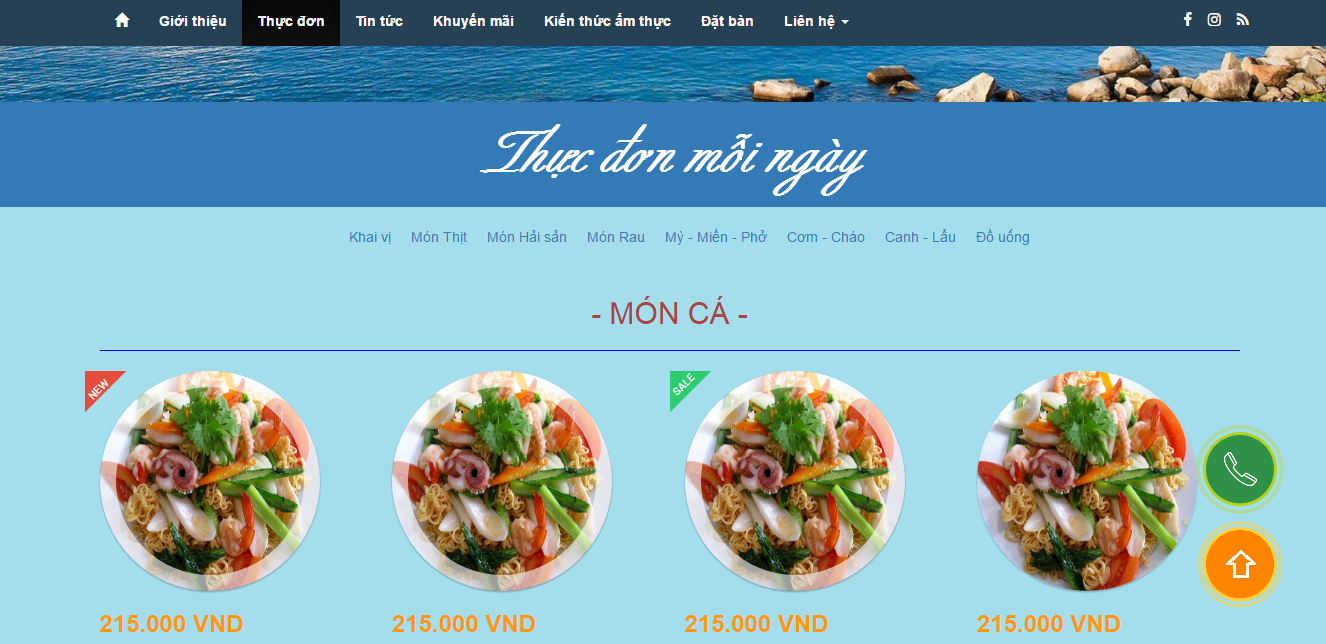 Giới thiệu Thực đơn Tin tức Khuyến mãi Kiến thức ẩm thực Đặt bàn Liên hệ
Thực đơn mỗi ngày
Khai vị Món Thịt Món Hải sản Món Rau Mỳ - Miến - Phở Cơm - Cháo Canh - Lẩu Đồ uống
- MÓN CÁ -
NEW SALE
215.000 VND 215.000 VND 215.000 VND 215.000 VND